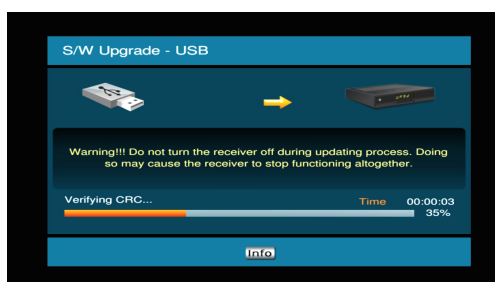 S/W Upgrade - USB
Warning!!! Do not turn the receiver off during updating process. Doing
so may cause the receiver to stop functioning altogether.
Verifying CRC...
Time 00:00:03
35%
Info